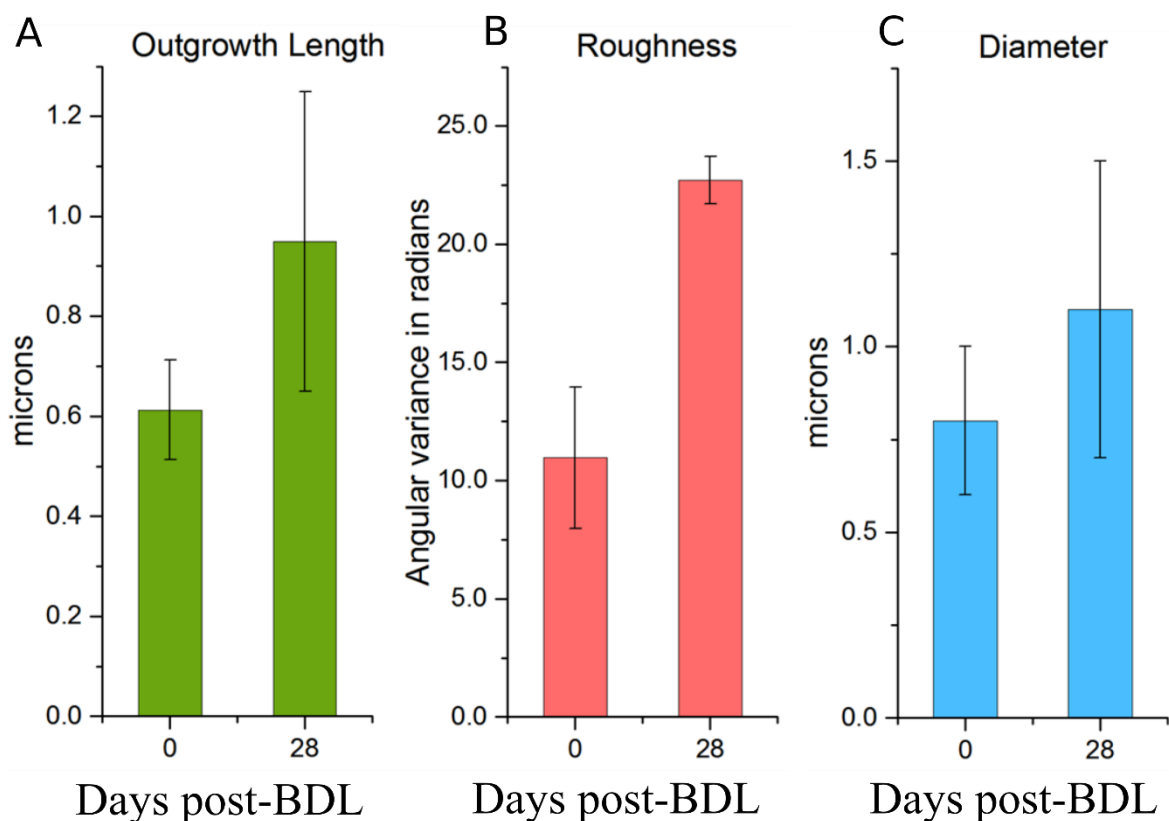 A
Outgrowth Length
microns
1.2
1.0
0.8
0.6
0.4
0.2
0.0
0
28
Days post-BDL
B
Roughness
Angular variance in radians
25.0
20.0
15.0
10.0
5.0
0.0
0
28
Days post-BDL
C
Diameter
microns
1.5
1.0
0.5
0.0
0
28
Days post-BDL